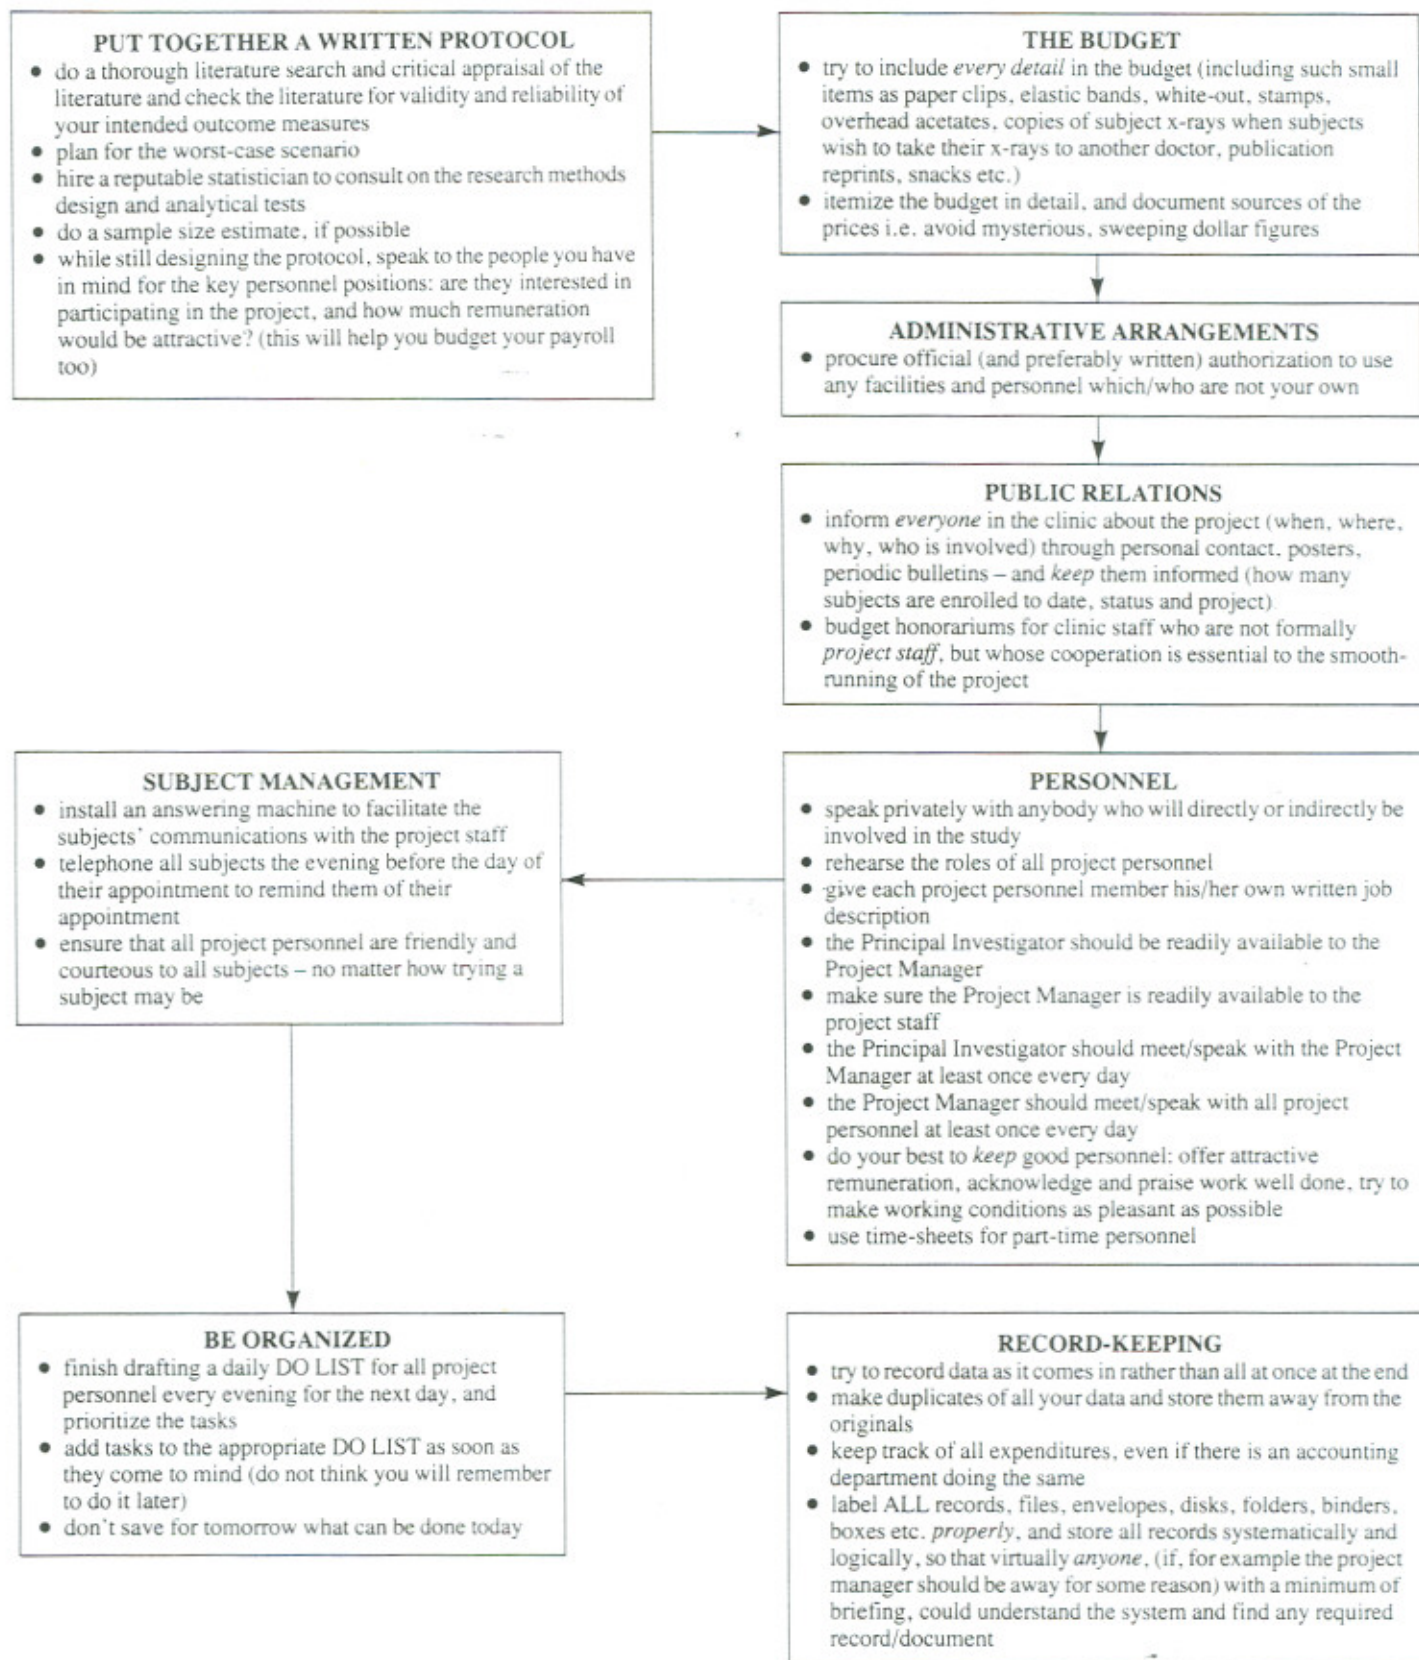 PUT TOGETHER A WRITTEN PROTOCOL
● do a thorough literature search and critical appraisal of the
literature and check the literature for validity and reliability of
your intended outcome measures
● plan for the worst-case scenario
● hire a reputable statistician to consult on the research methods
design and analytical tests
● do a sample size estimate, if possible
● while still designing the protocol, speak to the people you have
in mind for the key personnel positions: are they interested in
participating in the project, and how much remuneration
would be attractive? (this will help you budget your payroll
too)
THE BUDGET
● try to include every detail in the budget (including such small
items as paper clips, elastic bands, white-out, stamps,
overhead acetates, copies of subject x-rays when subjects
wish to take their x-rays to another doctor, publication
reprints, snacks etc.)
● itemize the budget in detail, and document sources of the
prices i.e. avoid mysterious, sweeping dollar figures
ADMINISTRATIVE ARRANGEMENTS
● procure official (and preferably written) authorization to use
any facilities and personnel which/who are not your own
PUBLIC RELATIONS
● inform everyone in the clinic about the project (when, where,
why, who is involved) through personal contact, posters,
periodic bulletins – and keep them informed (how many
subjects are enrolled to date, status and project)
● budget honorariums for clinic staff who are not formally
project staff, but whose cooperation is essential to the smooth-
running of the project
PERSONNEL
● speak privately with anybody who will directly or indirectly be
involved in the study
● rehearse the roles of all project personnel
● give each project personnel member his/her own written job
description
● the Principal Investigator should be readily available to the
Project Manager
● make sure the Project Manager is readily available to the
project staff
● the Principal Investigator should meet/speak with the Project
Manager at least once every day
● the Project Manager should meet/speak with all project
personnel at least once every day
● do your best to keep good personnel: offer attractive
remuneration, acknowledge and praise work well done, try to
make working conditions as pleasant as possible
● use time-sheets for part-time personnel
SUBJECT MANAGEMENT
● install an answering machine to facilitate the
subjects' communications with the project staff
● telephone all subjects the evening before the day of
their appointment to remind them of their
appointment
● ensure that all project personnel are friendly and
courteous to all subjects – no matter how trying a
subject may be
BE ORGANIZED
● finish drafting a daily DO LIST for all project
personnel every evening for the next day, and
prioritize the tasks
● add tasks to the appropriate DO LIST as soon as
they come to mind (do not think you will remember
to do it later)
● don't save for tomorrow what can be done today
RECORD-KEEPING
● try to record data as it comes in rather than all at once at the end
● make duplicates of all your data and store them away from the
originals
● keep track of all expenditures, even if there is an accounting
department doing the same
● label ALL records, files, envelopes, disks, folders, binders,
boxes etc. properly, and store all records systematically and
logically, so that virtually anyone, (if, for example the project
manager should be away for some reason) with a minimum of
briefing, could understand the system and find any required
record/document